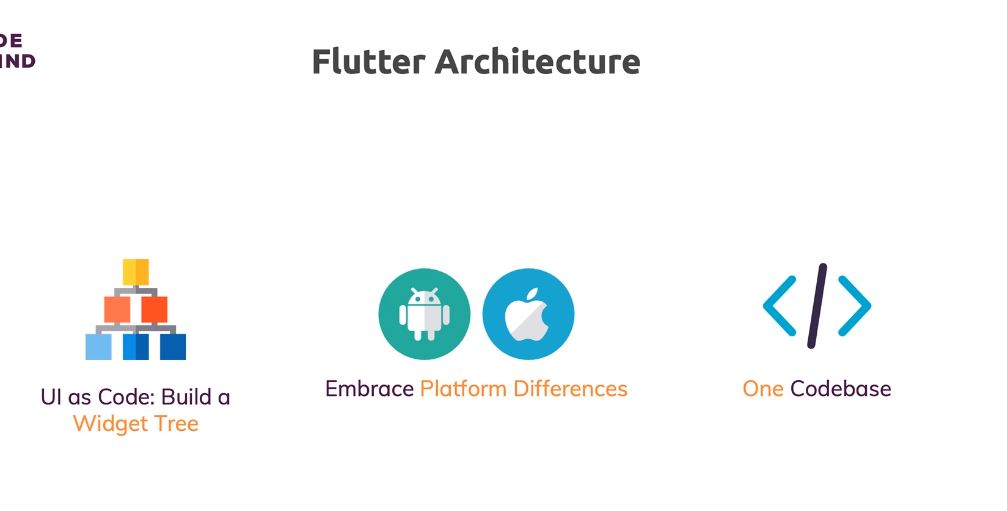 DE
IND
Flutter Architecture
UI as Code: Build a
Widget Tree
Embrace Platform Differences
One Codebase